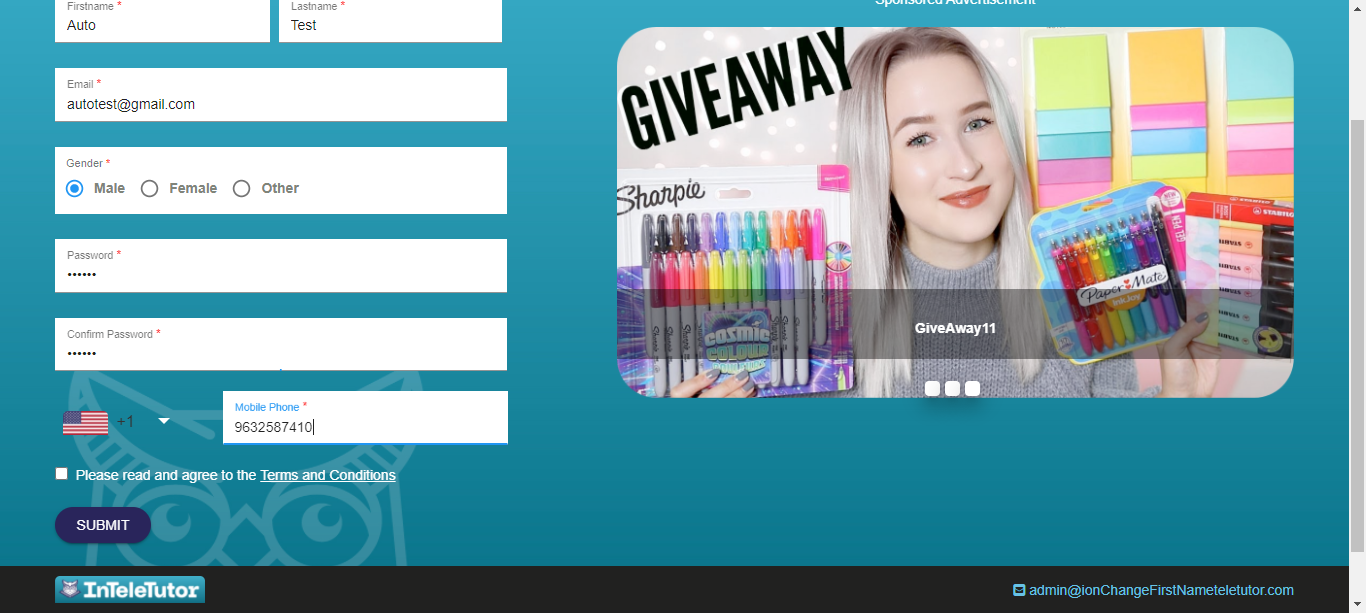 Firstname *
Lastname *
Auto
Test
Email *
autotest@gmail.com
Gender *
Male
Female
Other
Password *
••••••
Confirm Password *
••••••
+1
Mobile Phone *
9632587410
Please read and agree to the Terms and Conditions
SUBMIT
InTeleTutor
Sponsored Advertisement
GIVEAWAY
Sharpie
COSMIC
COLOUR
Paper Mate
InkJoy
GEL PEN
STABILO
GiveAway11
admin@ionChangeFirstNameteletutor.com